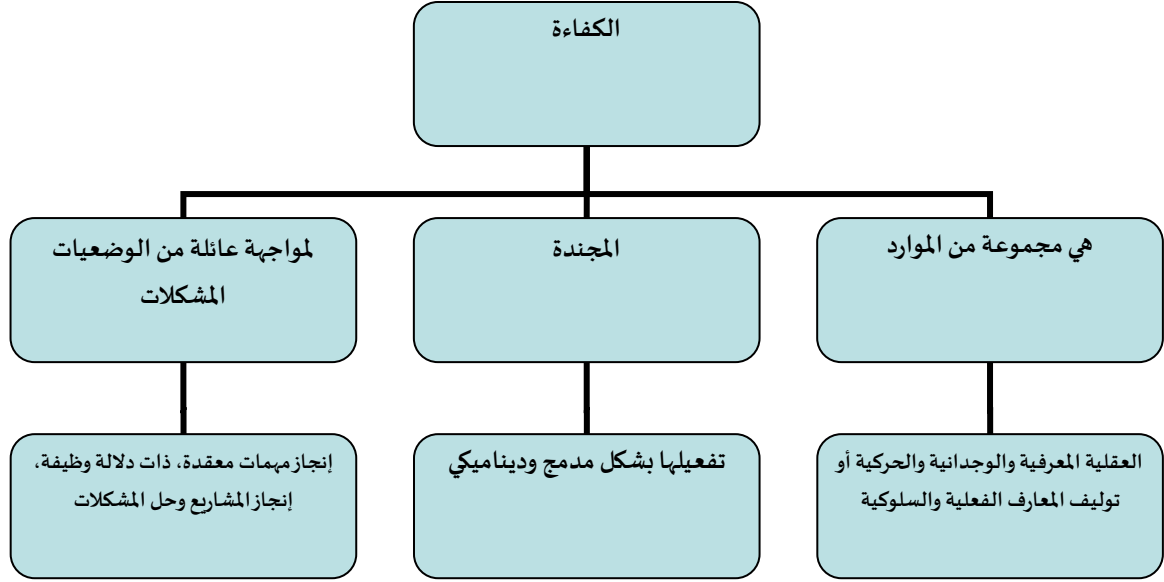 الكفاءة
هي مجموعة من الموارد
المجندة
لمواجهة عائلة من الوضعيات
المشكلات
العقلية المعرفية والوجدانية والحركية أو
توليف المعارف الفعلية والسلوكية
تفعيلها بشكل مدمج وديناميكي
إنجاز مهمات معقدة، ذات دلالة وظيفة،
إنجاز المشاريع وحل المشكلات